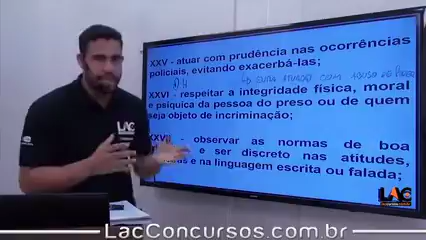 XXV - atuar com prudência nas ocorrências
policiais, evitando exacerbá-las;
XXVI - respeitar a integridade física, moral
e psíquica da pessoa do preso ou de quem
seja objeto de incriminação;
XXVII - observar as normas de boa
e ser discreto nas atitudes,
e na linguagem escrita ou falada;
LAC
LAC
LacConcursos.com.br